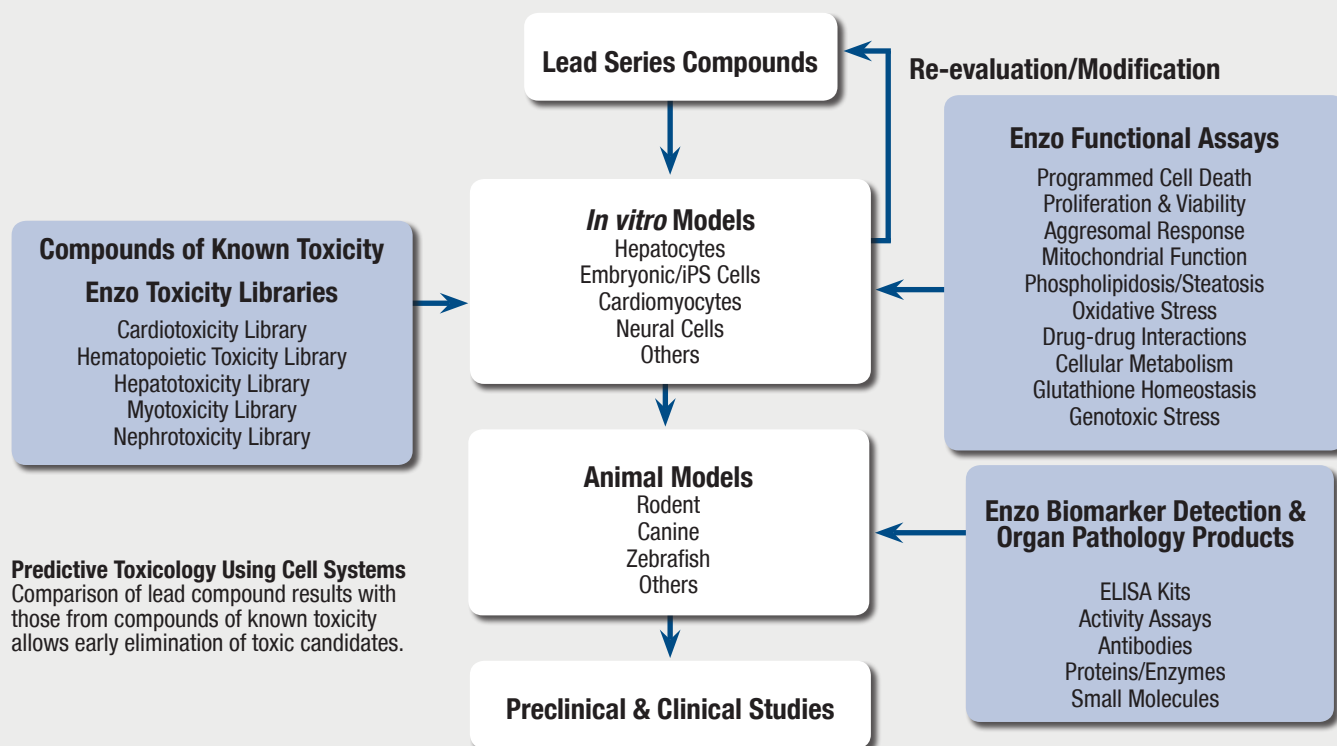 Lead Series Compounds
Re-evaluation/Modification
Enzo Functional Assays
Programmed Cell Death
Proliferation & Viability
Aggresomal Response
Mitochondrial Function
Phospholipidosis/Steatosis
Oxidative Stress
Drug-drug Interactions
Cellular Metabolism
Glutathione Homeostasis
Genotoxic Stress
In vitro Models
Hepatocytes
Embryonic/iPS Cells
Cardiomyocytes
Neural Cells
Others
Compounds of Known Toxicity
Enzo Toxicity Libraries
Cardiotoxicity Library
Hematopoietic Toxicity Library
Hepatotoxicity Library
Myotoxicity Library
Nephrotoxicity Library
Animal Models
Rodent
Canine
Zebrafish
Others
Enzo Biomarker Detection &
Organ Pathology Products
ELISA Kits
Activity Assays
Antibodies
Proteins/Enzymes
Small Molecules
Predictive Toxicology Using Cell Systems
Comparison of lead compound results with
those from compounds of known toxicity
allows early elimination of toxic candidates.
Preclinical & Clinical Studies